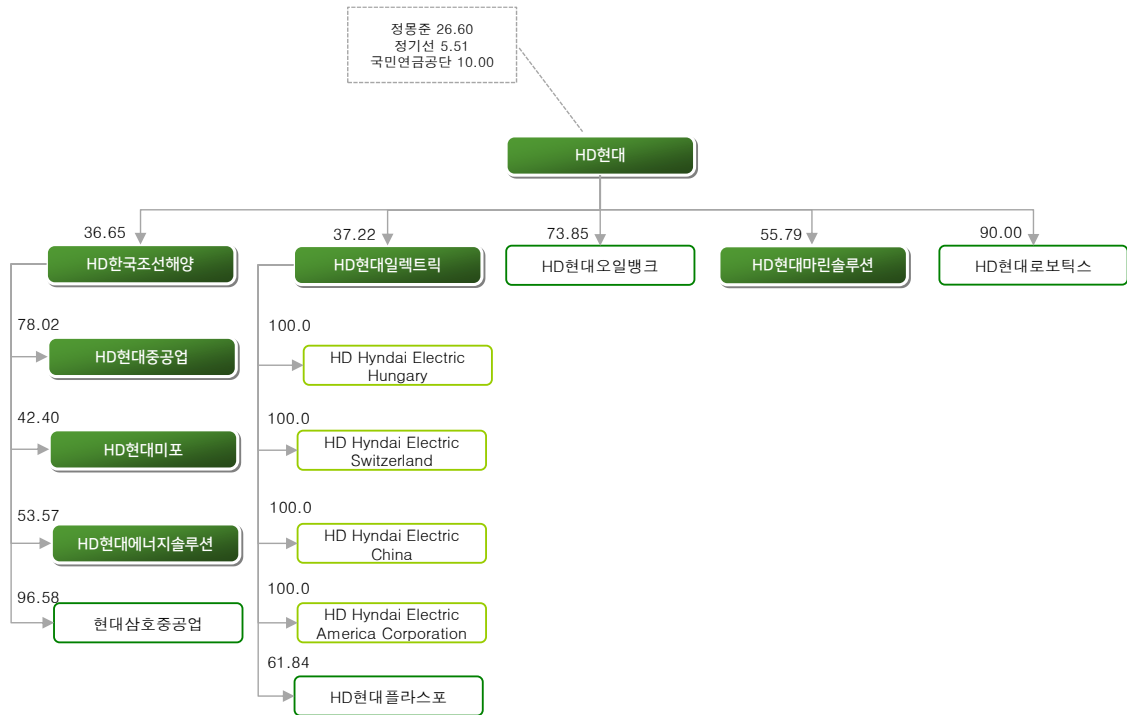 정몽준 26.60
정기선 5.51
국민연금공단 10.00
HD현대
36.65
HD한국조선해양
37.22
HD현대일렉트릭
73.85
HD현대오일뱅크
55.79
HD현대마린솔루션
90.00
HD현대로보틱스
78.02
HD현대중공업
42.40
HD현대미포
53.57
HD현대에너지솔루션
96.58
현대삼호중공업
100.0
HD Hyndai Electric
Hungary
100.0
HD Hyndai Electric
Switzerland
100.0
HD Hyndai Electric
China
100.0
HD Hyndai Electric
America Corporation
61.84
HD현대플라스포